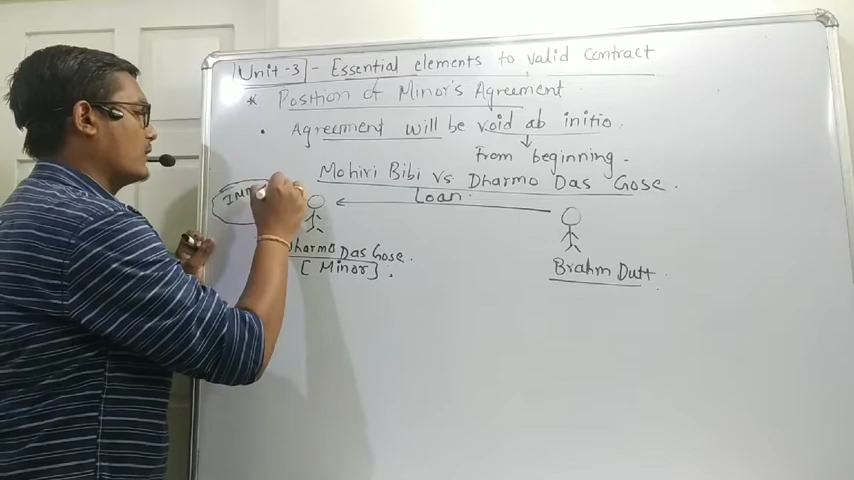 Unit-3 - Essential elements to valid contract
* Position of Minor's Agreement
• Agreement will be void ab initio.
From beginning.
Mohiri Bibi vs Dharmo Das Gose.
Loan.
Dharmo Das Gose.
[Minor].
Brahm Dutt